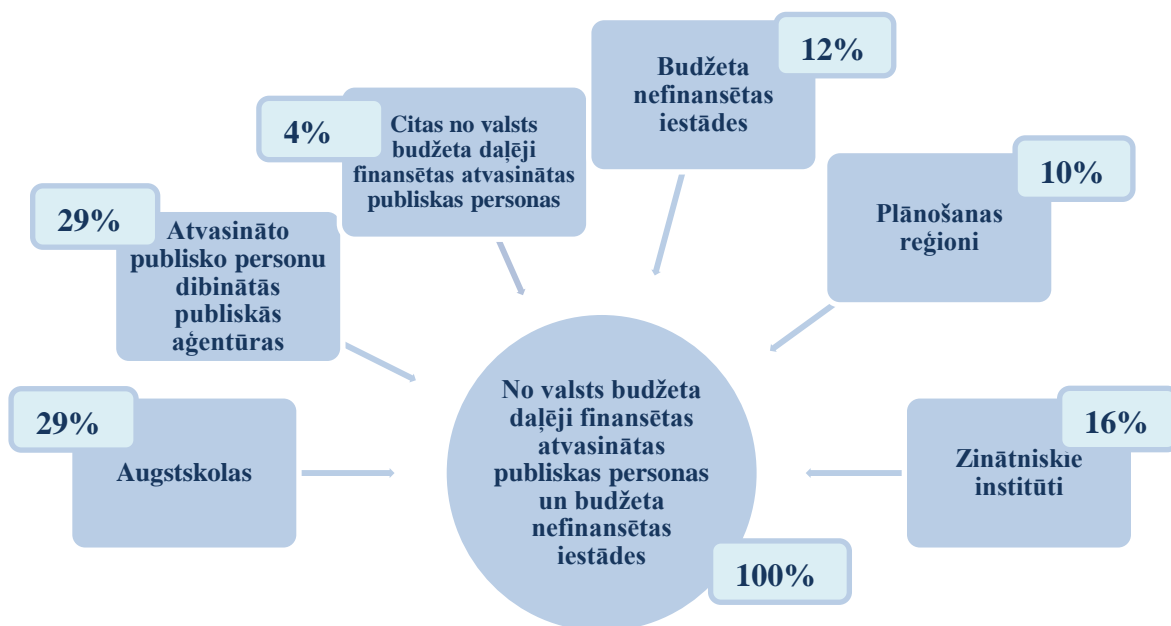 12%
Budžeta
nefinansētas
iestādes
4%
Citas no valsts
budžeta daļēji
finansētas atvasinātas
publiskas personas
10%
Plānošanas
reģioni
29%
Atvasināto
publisko personu
dibinātās
publiskās
aģentūras
29%
Augstskolas
No valsts budžeta
daļēji finansētas
atvasinātas
publiskas personas
un budžeta
nefinansētas
iestādes
100%
16%
Zinātniskie
institūti